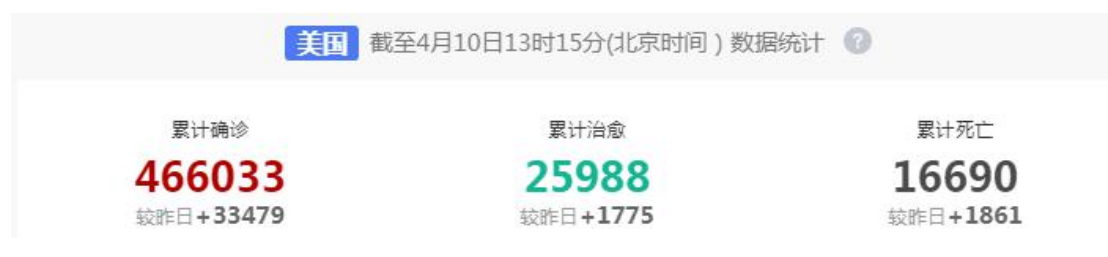 美国 截至4月10日13时15分(北京时间)数据统计 ?
累计确诊 累计治愈 累计死亡
466033 25988 16690
较昨日+33479 较昨日+1775 较昨日+1861